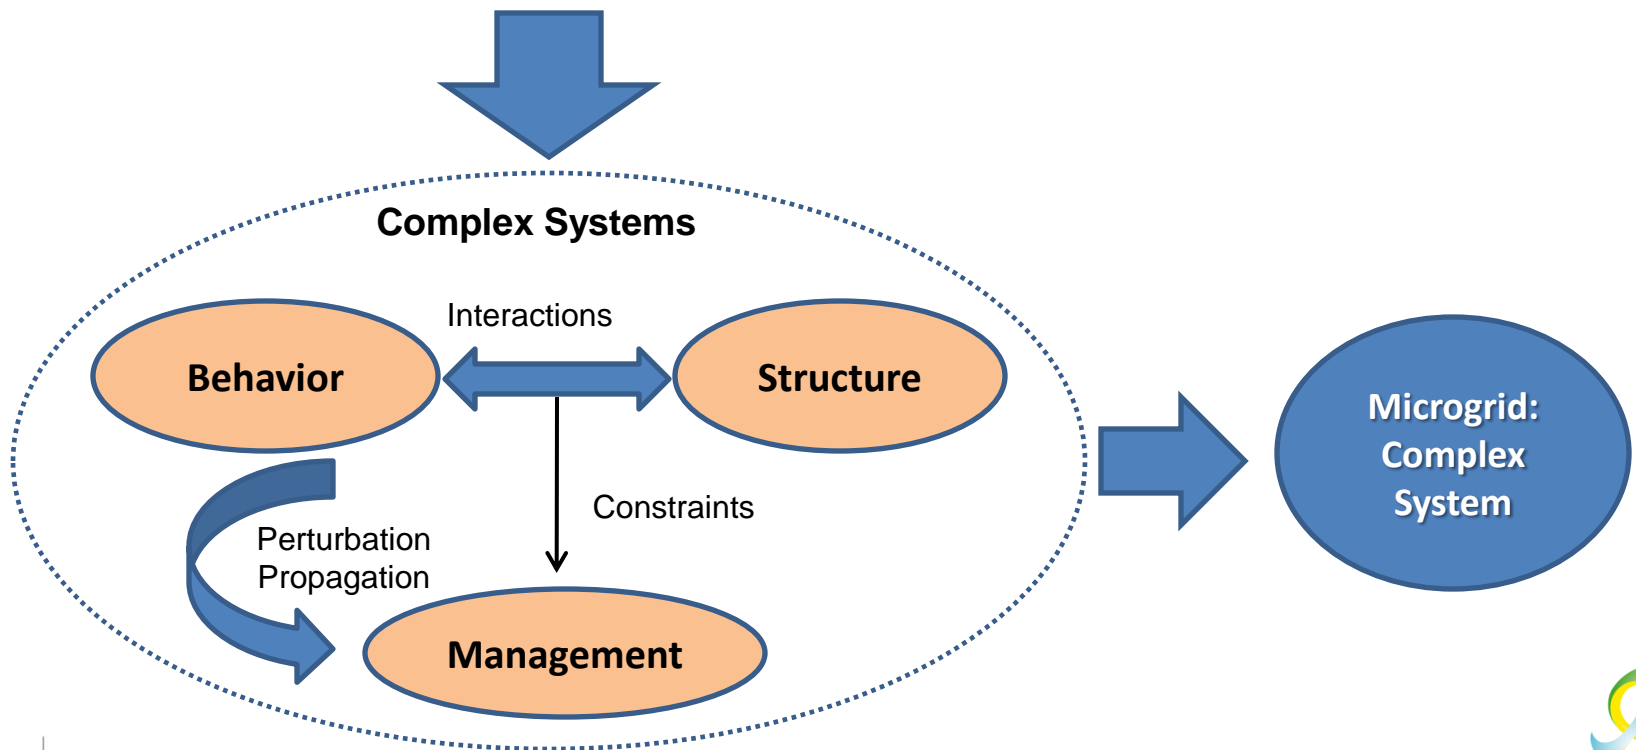 Complex Systems
Interactions
Behavior
Structure
Microgrid:
Complex
System
Constraints
Perturbation
Propagation
Management